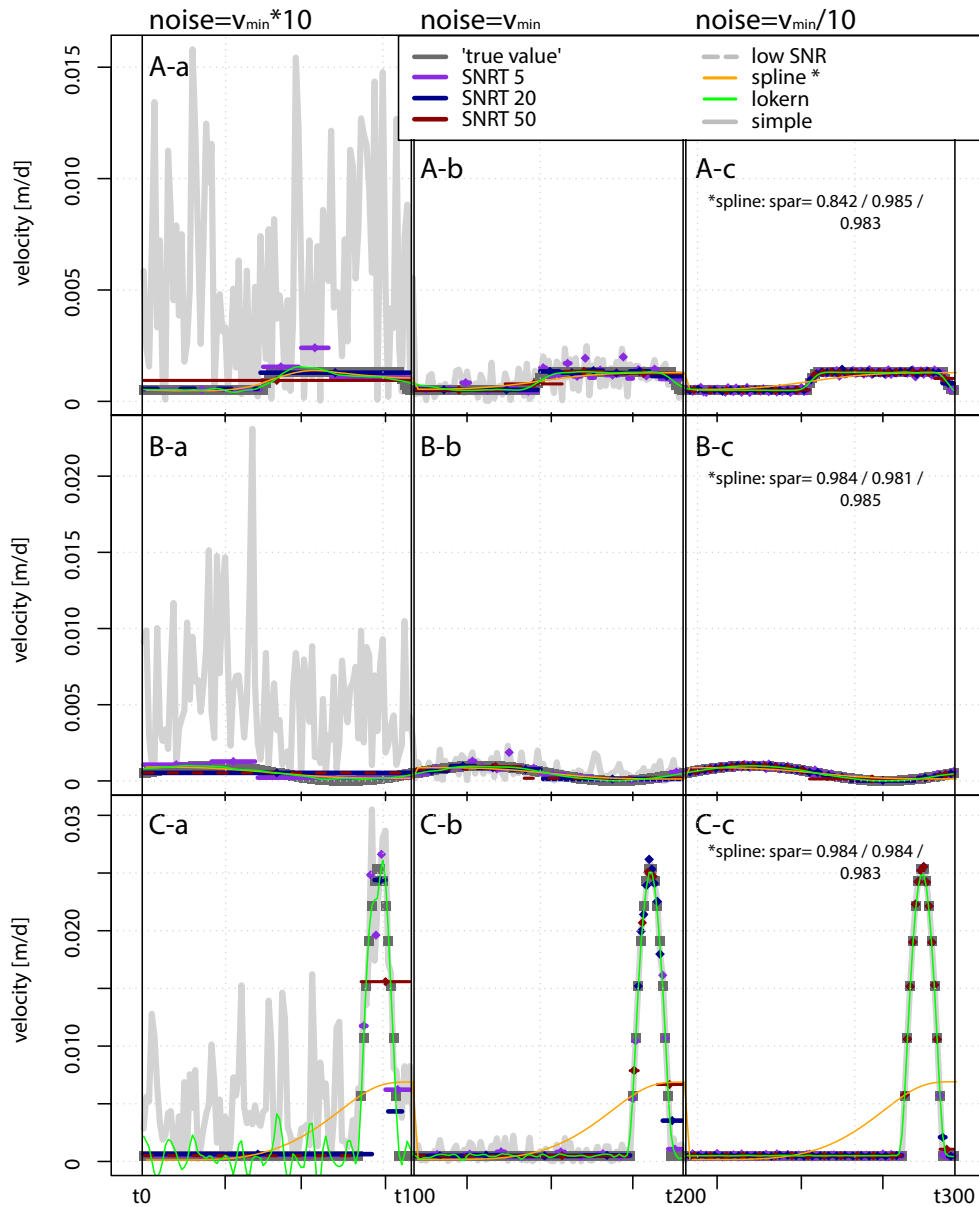 noise=vmin*10
noise=vmin
noise=vmin/10
'true value'
SNRT 5
SNRT 20
SNRT 50
low SNR
spline *
lokern
simple
A-a
A-b
A-c
*spline: spar= 0.842 / 0.985 /
0.983
velocity [m/d]
0.015
0.010
0.005
0
B-a
B-b
B-c
*spline: spar= 0.984 / 0.981 /
0.985
velocity [m/d]
0.020
0.015
0.010
0.005
0
C-a
C-b
C-c
*spline: spar= 0.984 / 0.984 /
0.983
velocity [m/d]
0.03
0.020
0.010
0
t0
t100
t200
t300